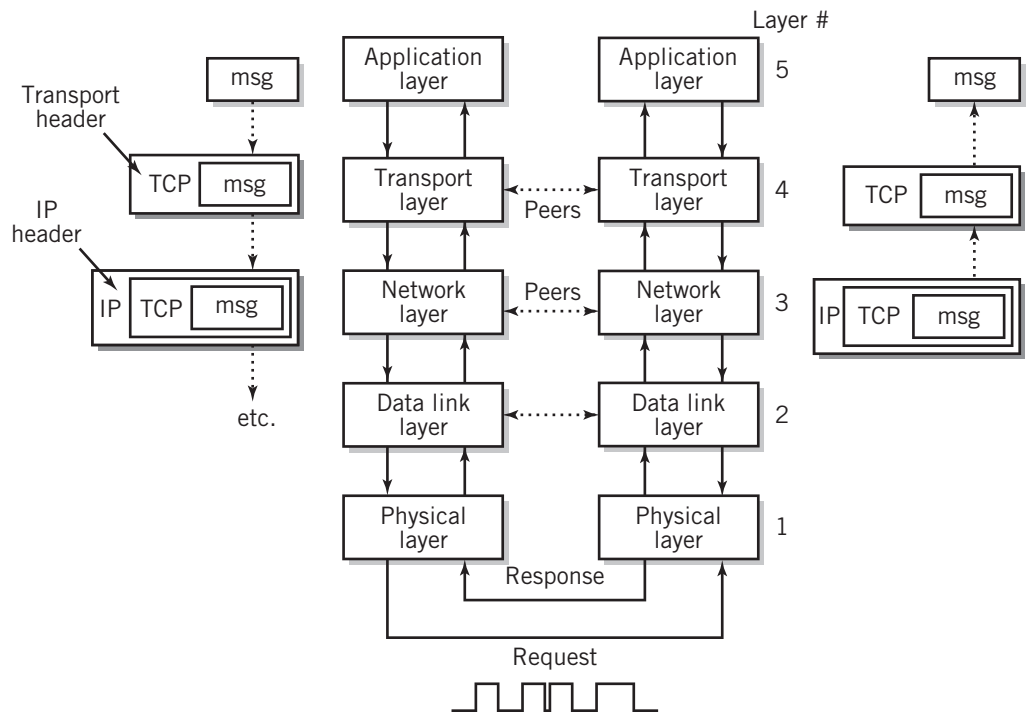 Layer #
Application
layer
Application
layer
5
msg
msg
Transport
header
TCP
msg
Transport
layer
Peers
Transport
layer
4
TCP
msg
IP
header
IP
TCP
msg
Network
layer
Peers
Network
layer
3
IP
TCP
msg
etc.
Data link
layer
Data link
layer
2
Physical
layer
Physical
layer
1
Response
Request